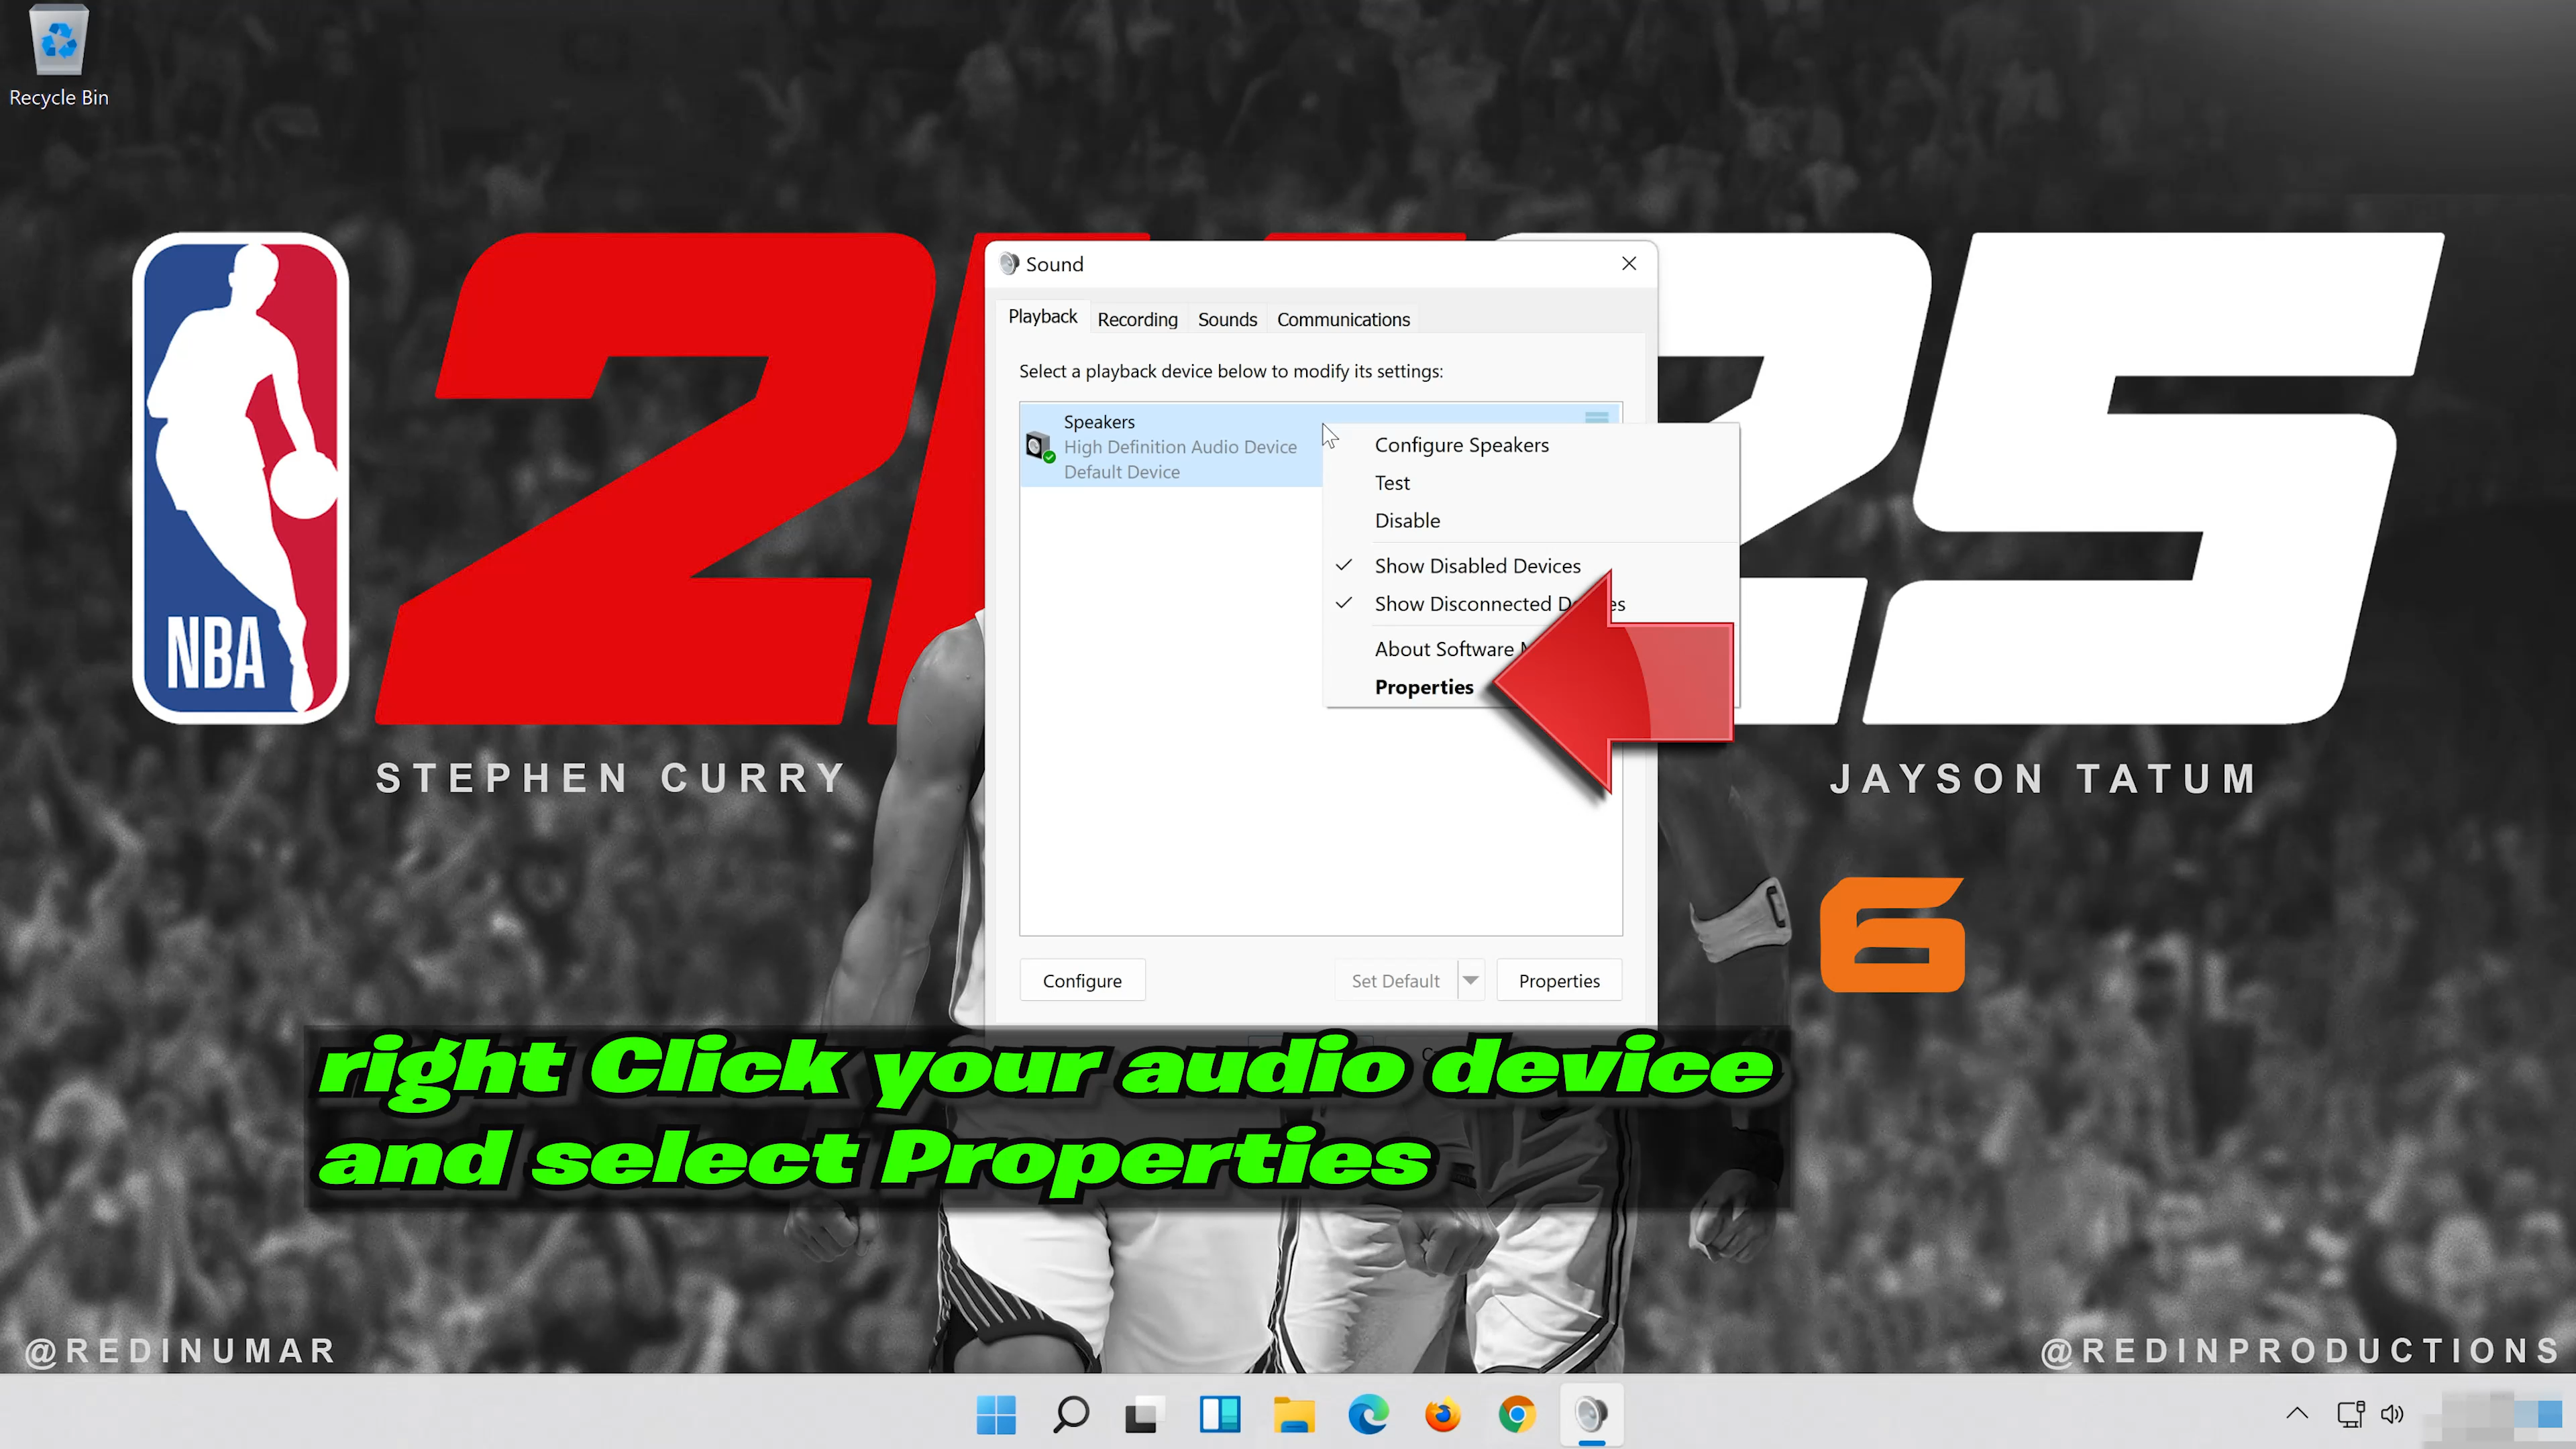 Recycle Bin
NBA
2
25
STEPHEN CURRY
JAYSON TATUM
Sound
Playback
Recording
Sounds
Communications
Select a playback device below to modify its settings:
Speakers
High Definition Audio Device
Default Device
Configure Speakers
Test
Disable
Show Disabled Devices
Show Disconnected
About Software
Properties
6
Configure
Set Default
Properties
right Click your audio device
and select Properties
@REDINUMAR
@REDINPRODUCTIONS